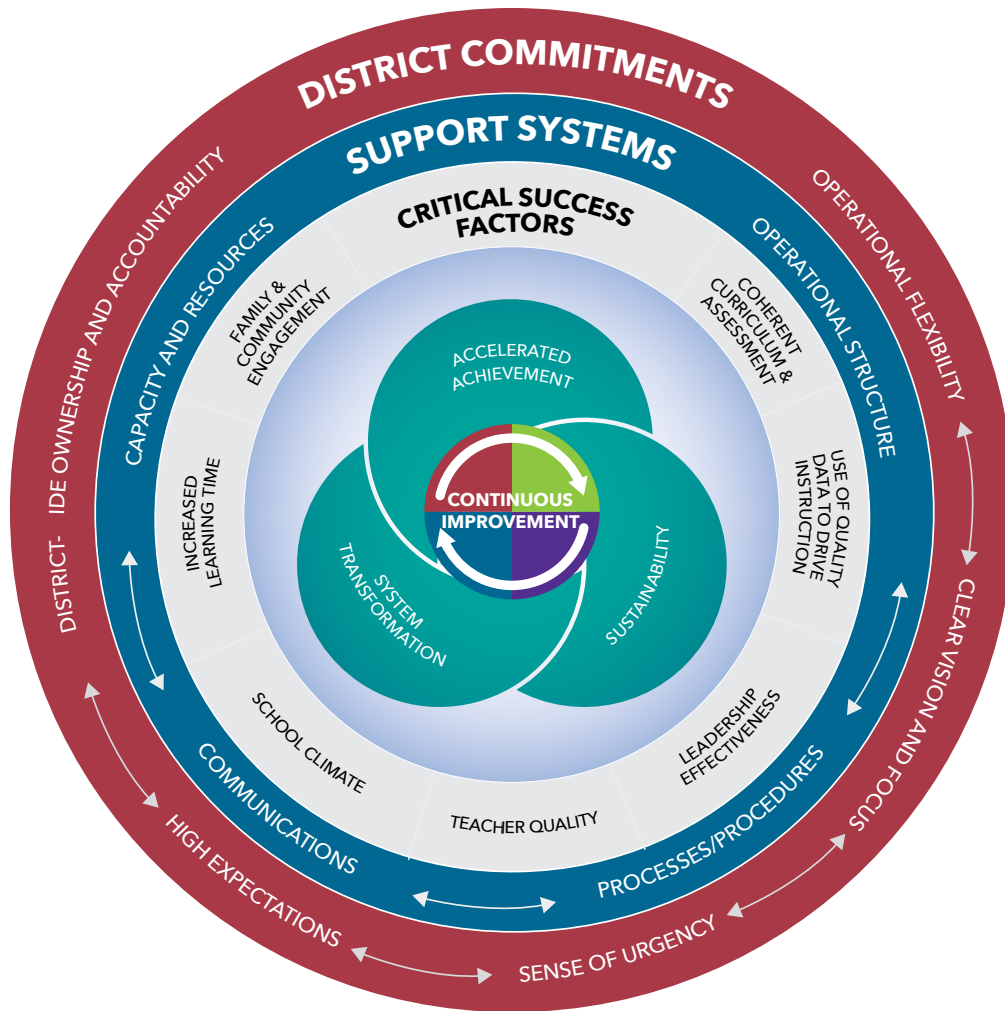 DISTRICT COMMITMENTS
OPERATIONAL FLEXIBILITY
CLEAR VISION AND FOCUS
SENSE OF URGENCY
HIGH EXPECTATIONS
DISTRICT- IDE OWNERSHIP AND ACCOUNTABILITY
SUPPORT SYSTEMS
OPERATIONAL STRUCTURE
PROCESSES/PROCEDURES
COMMUNICATIONS
CAPACITY AND RESOURCES
CRITICAL SUCCESS
FACTORS
COHERENT
CURRICULUM &
ASSESSMENT
USE OF QUALITY
DATA TO DRIVE
INSTRUCTION
LEADERSHIP
EFFECTIVENESS
TEACHER QUALITY
SCHOOL CLIMATE
INCREASED
LEARNING TIME
FAMILY &
COMMUNITY
ENGAGEMENT
ACCELERATED
ACHIEVEMENT
SUSTAINABILITY
SYSTEM
TRANSFORMATION
CONTINUOUS
IMPROVEMENT